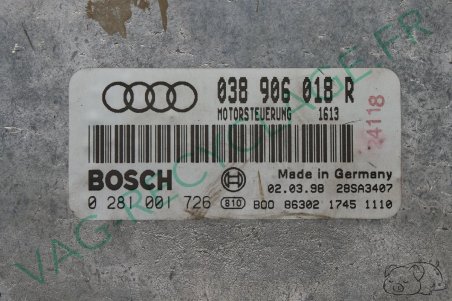 038 906 018 R
MOTORSTEUERUNG 1613
24118
BOSCH
Made in Germany
02.03.98 28SA3407
0 281 001 726 810 BOO 86302 1745 1110
VAG-RECYCLAGE.FR